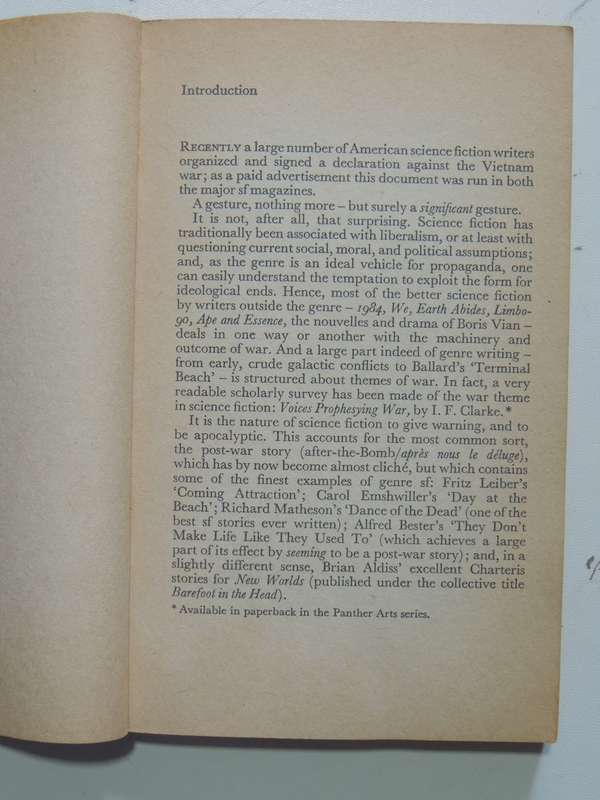 Introduction
RECENTLY a large number of American science fiction writers
organized and signed a declaration against the Vietnam
war; as a paid advertisement this document was run in both
the major sf magazines.
A gesture, nothing more – but surely a significant gesture.
It is not, after all, that surprising. Science fiction has
traditionally been associated with liberalism, or at least with
questioning current social, moral, and political assumptions;
and, as the genre is an ideal vehicle for propaganda, one
can easily understand the temptation to exploit the form for
ideological ends. Hence, most of the better science fiction
by writers outside the genre – 1984, We, Earth Abides, Limbo-
90, Ape and Essence, the nouvelles and drama of Boris Vian –
deals in one way or another with the machinery and
outcome of war. And a large part indeed of genre writing –
from early, crude galactic conflicts to Ballard's 'Terminal
Beach' – is structured about themes of war. In fact, a very
readable scholarly survey has been made of the war theme
in science fiction: Voices Prophesying War, by I. F. Clarke.*
It is the nature of science fiction to give warning, and to
be apocalyptic. This accounts for the most common sort,
the post-war story (after-the-Bomb/après nous le déluge),
which has by now become almost cliché, but which contains
some of the finest examples of genre sf: Fritz Leiber's
'Coming Attraction'; Carol Emshwiller's 'Day at the
Beach'; Richard Matheson's 'Dance of the Dead' (one of the
best sf stories ever written); Alfred Bester's 'They Don't
Make Life Like They Used To' (which achieves a large
part of its effect by seeming to be a post-war story); and, in a
slightly different sense, Brian Aldiss' excellent Charteris
stories for New Worlds (published under the collective title
Barefoot in the Head).
* Available in paperback in the Panther Arts series.